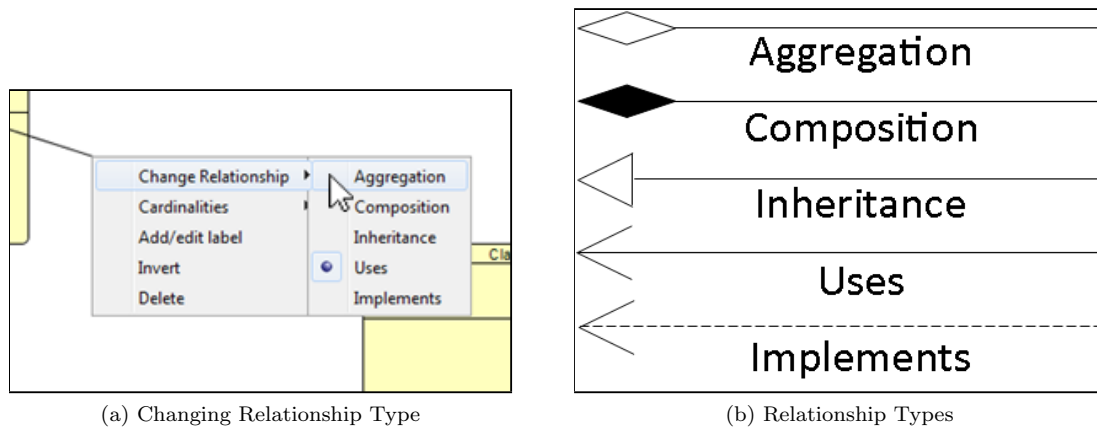 Change Relationship
Cardinalities
Add/edit label
Invert
Delete
Aggregation
Composition
Inheritance
Uses
Implements
Cla
(a) Changing Relationship Type
Aggregation
Composition
Inheritance
Uses
Implements
(b) Relationship Types